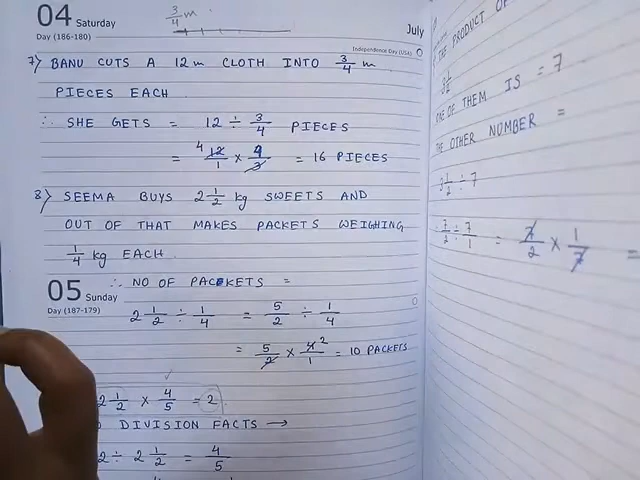 04 Saturday
Day (186-180)
3/4 m
July
Independence Day (USA)
7) BANU CUTS A 12 m CLOTH INTO 3/4 m
PIECES EACH.
∴ SHE GETS = 12 ÷ 3/4 PIECES
= 4 12/1 × 4/3 = 16 PIECES
8) SEEMA BUYS 2 1/2 kg SWEETS AND
OUT OF THAT MAKES PACKETS WEIGHING
1/4 kg EACH.
∴ NO OF PACKETS =
05 Sunday
Day (187-179)
2 1/2 ÷ 1/4 = 5/2 ÷ 1/4
= 5/2 × 4 2/1 = 10 PACKETS
2 1/2 × 4/5 = 2
DIVISION FACTS →
2 ÷ 2 1/2 = 4/5
THE PRODUCT OF
3 1/2
ONE OF THEM IS = 7
THE OTHER NUMBER =
3 1/2 ÷ 7
7/2 ÷ 7/1 = 7/2 × 1/7 =